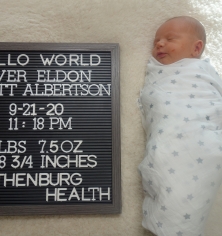 LLO WORLD
VER ELDON
TT ALBERTSON
9-21-20
11:18 PM
LBS 7.5 OZ
8 3/4 INCHES
THENBURG
HEALTH